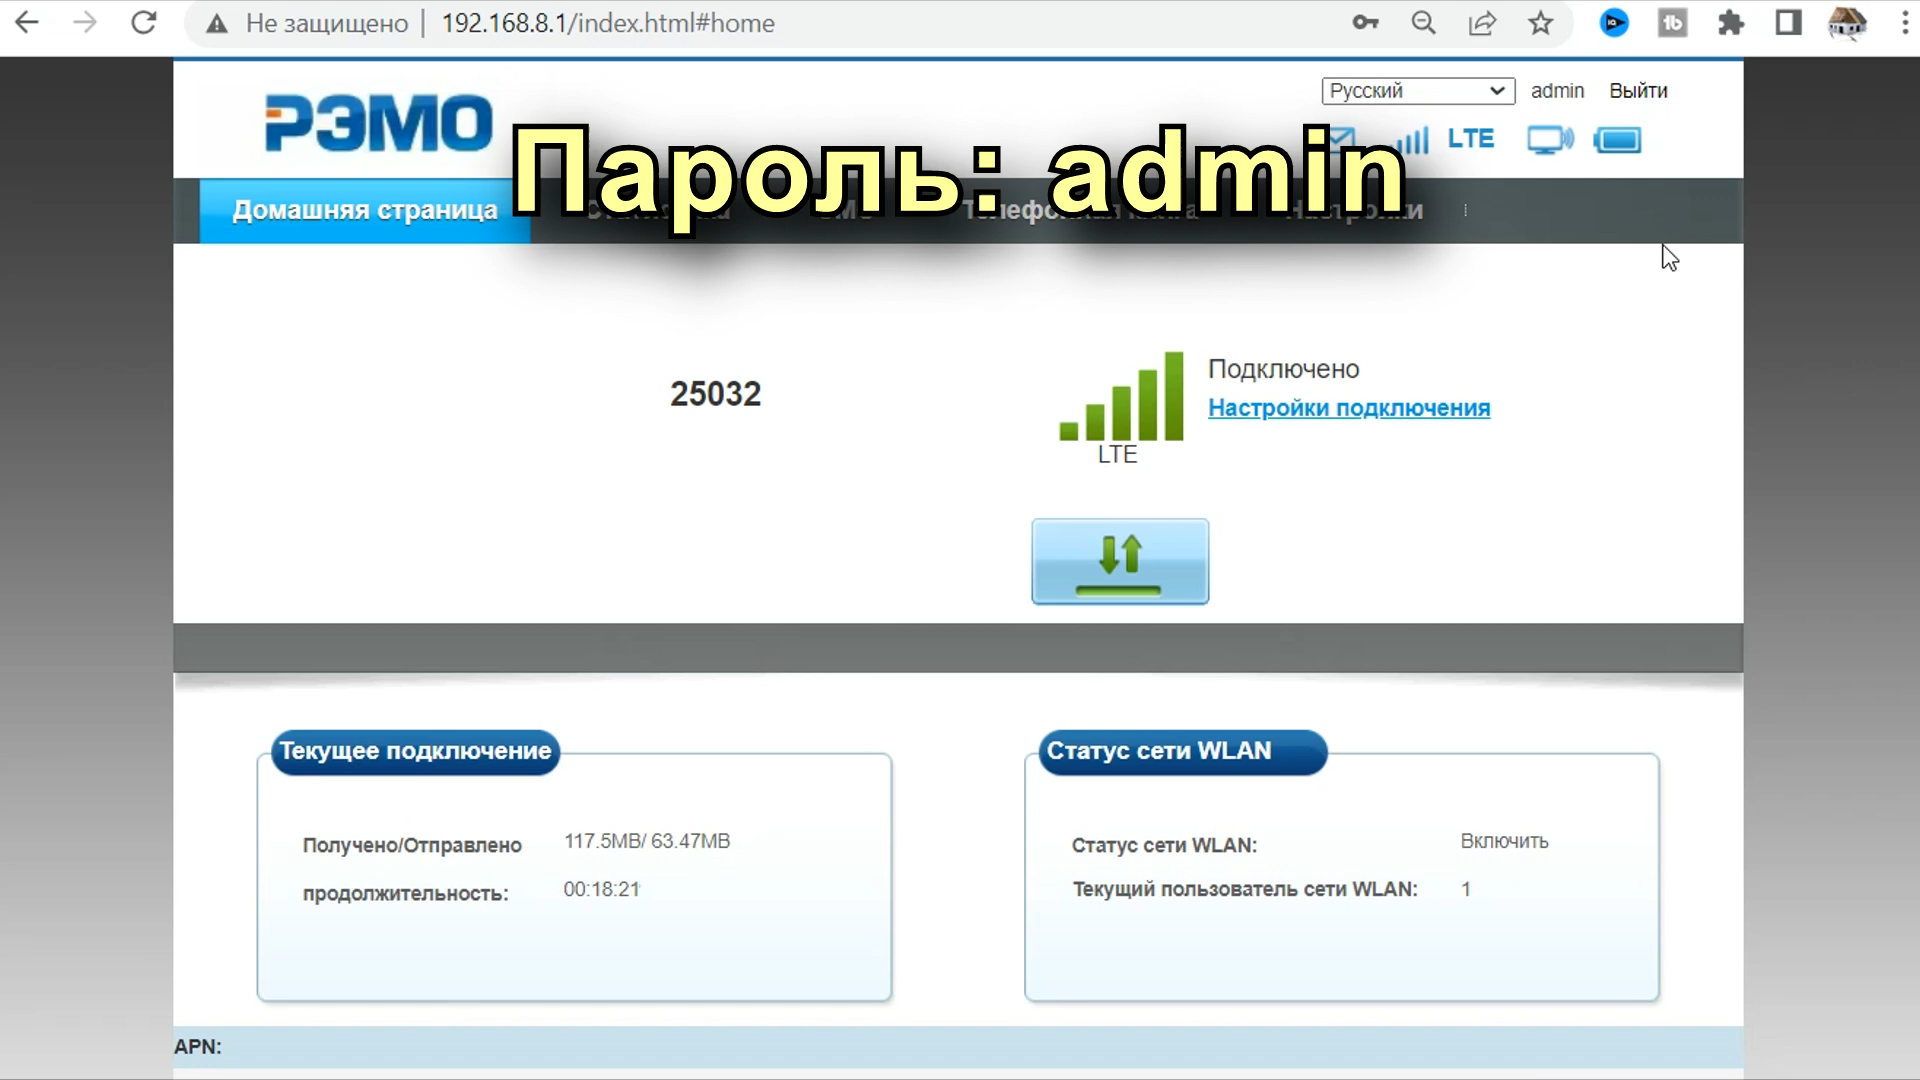 Не защищено | 192.168.8.1/index.html#home
Русский admin Выйти
РЭМО
LTE
Пароль: admin
Домашняя страница
25032
Подключено
Настройки подключения
LTE
Текущее подключение
Получено/Отправлено 117.5MB/ 63.47MB
продолжительность: 00:18:21
Статус сети WLAN
Статус сети WLAN: Включить
Текущий пользователь сети WLAN: 1
APN: